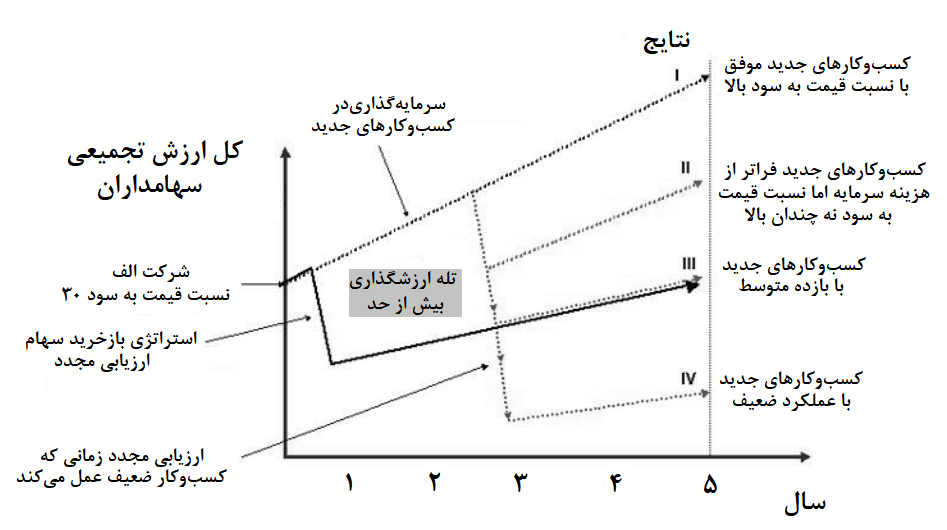 نتایج
I
کسب‌وکارهای جدید موفق
با نسبت قیمت به سود بالا
سرمایه‌گذاری‌در
کسب‌وکارهای جدید
کل ارزش تجمیعی
سهامداران
II
کسب‌وکارهای جدید فراتر از
هزینه سرمایه اما نسبت قیمت
به سود نه چندان بالا
شرکت الف
نسبت قیمت به سود ۳۰
تله ارزشگذاری
بیش از حد
III
کسب‌وکارهای جدید
با بازده متوسط
استراتژی بازخرید سهام
ارزیابی مجدد
IV
کسب‌وکارهای جدید
با عملکرد ضعیف
ارزیابی مجدد زمانی که
کسب‌وکار ضعیف عمل می‌کند
۱ ۲ ۳ ۴ ۵
سال